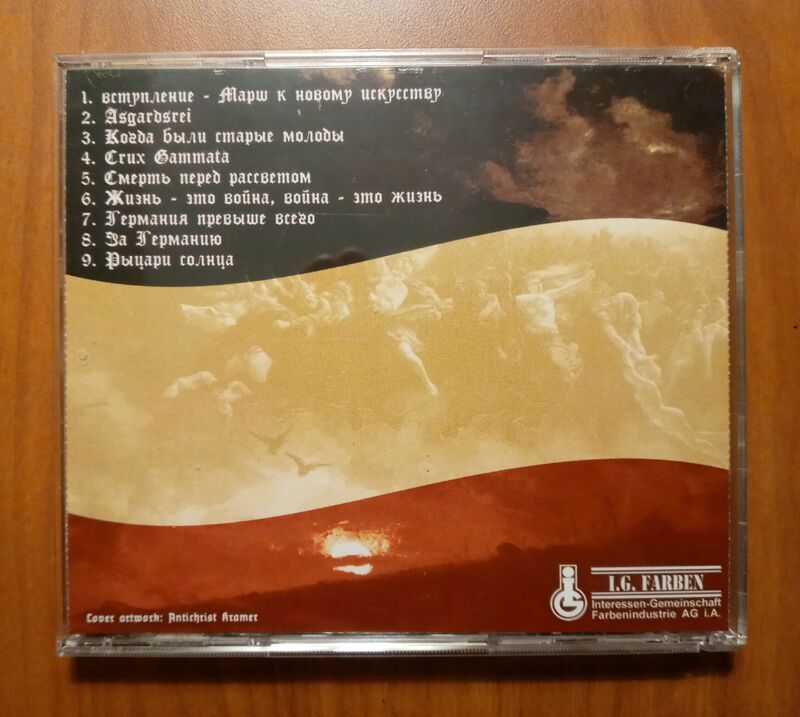 1. вступление - Марш к новому искусству
2. Asgardsrei
3. Когда были старые молоды
4. Crux Gammata
5. Смерть перед рассветом
6. Жизнь - это война, война - это жизнь
7. Германия превыше всего
8. За Германию
9. Рыцари солнца
Cover artwork: Antichrist Kramer
iG
I.G. FARBEN
Interessen-Gemeinschaft
Farbenindustrie AG i.A.